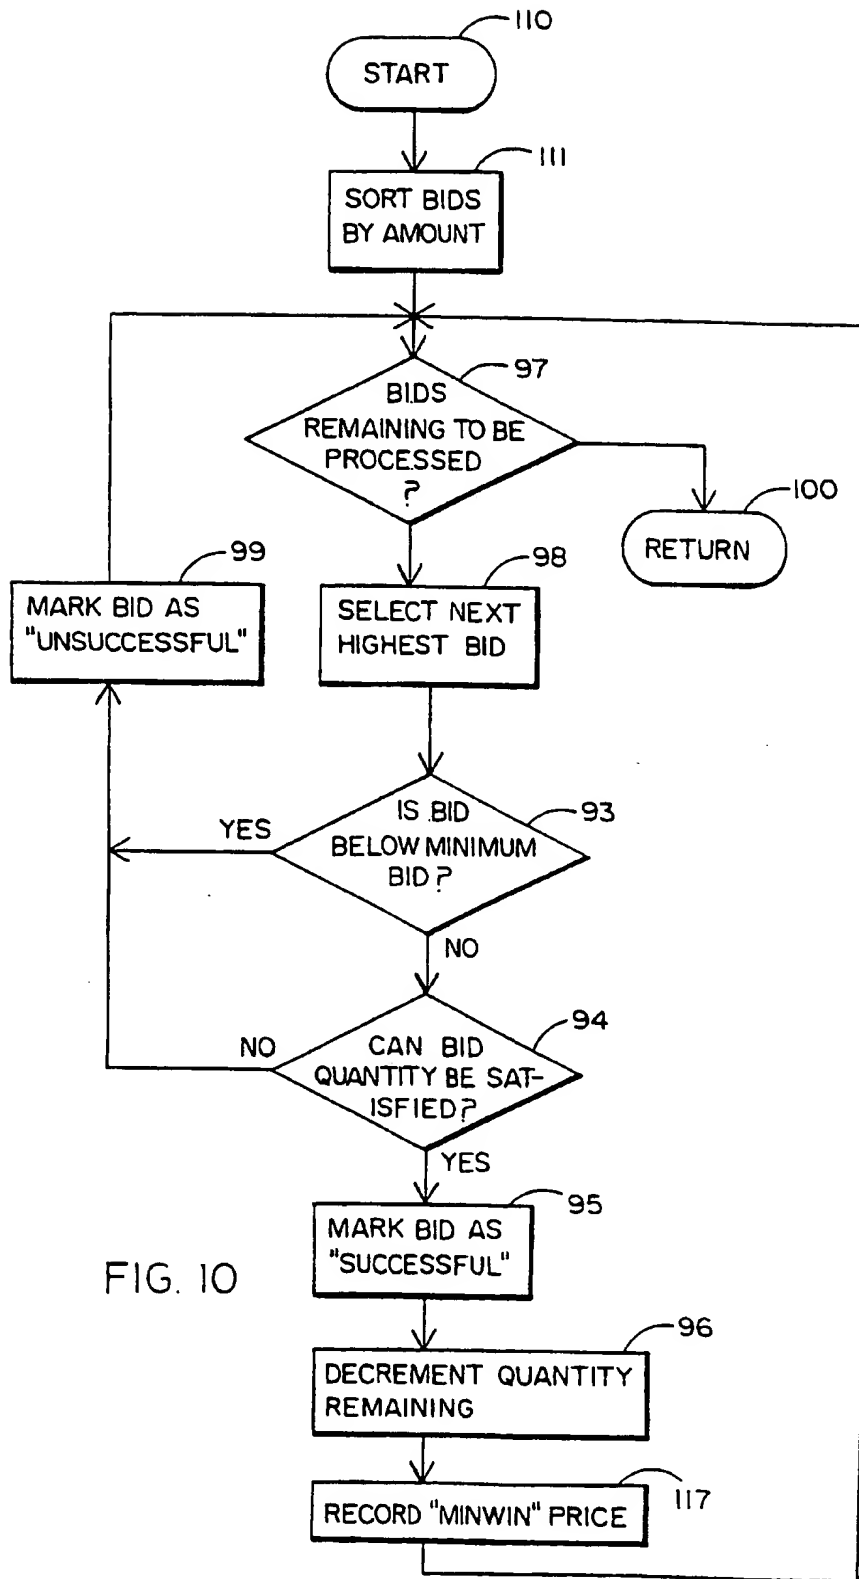 110
START
111
SORT BIDS
BY AMOUNT
97
BIDS
REMAINING TO BE
PROCESSED
?
100
RETURN
99
MARK BID AS
"UNSUCCESSFUL"
98
SELECT NEXT
HIGHEST BID
93
YES
IS BID
BELOW MINIMUM
BID?
NO
94
NO
CAN BID
QUANTITY BE SAT-
ISFIED?
YES
95
MARK BID AS
"SUCCESSFUL"
FIG. 10
96
DECREMENT QUANTITY
REMAINING
117
RECORD "MINWIN" PRICE